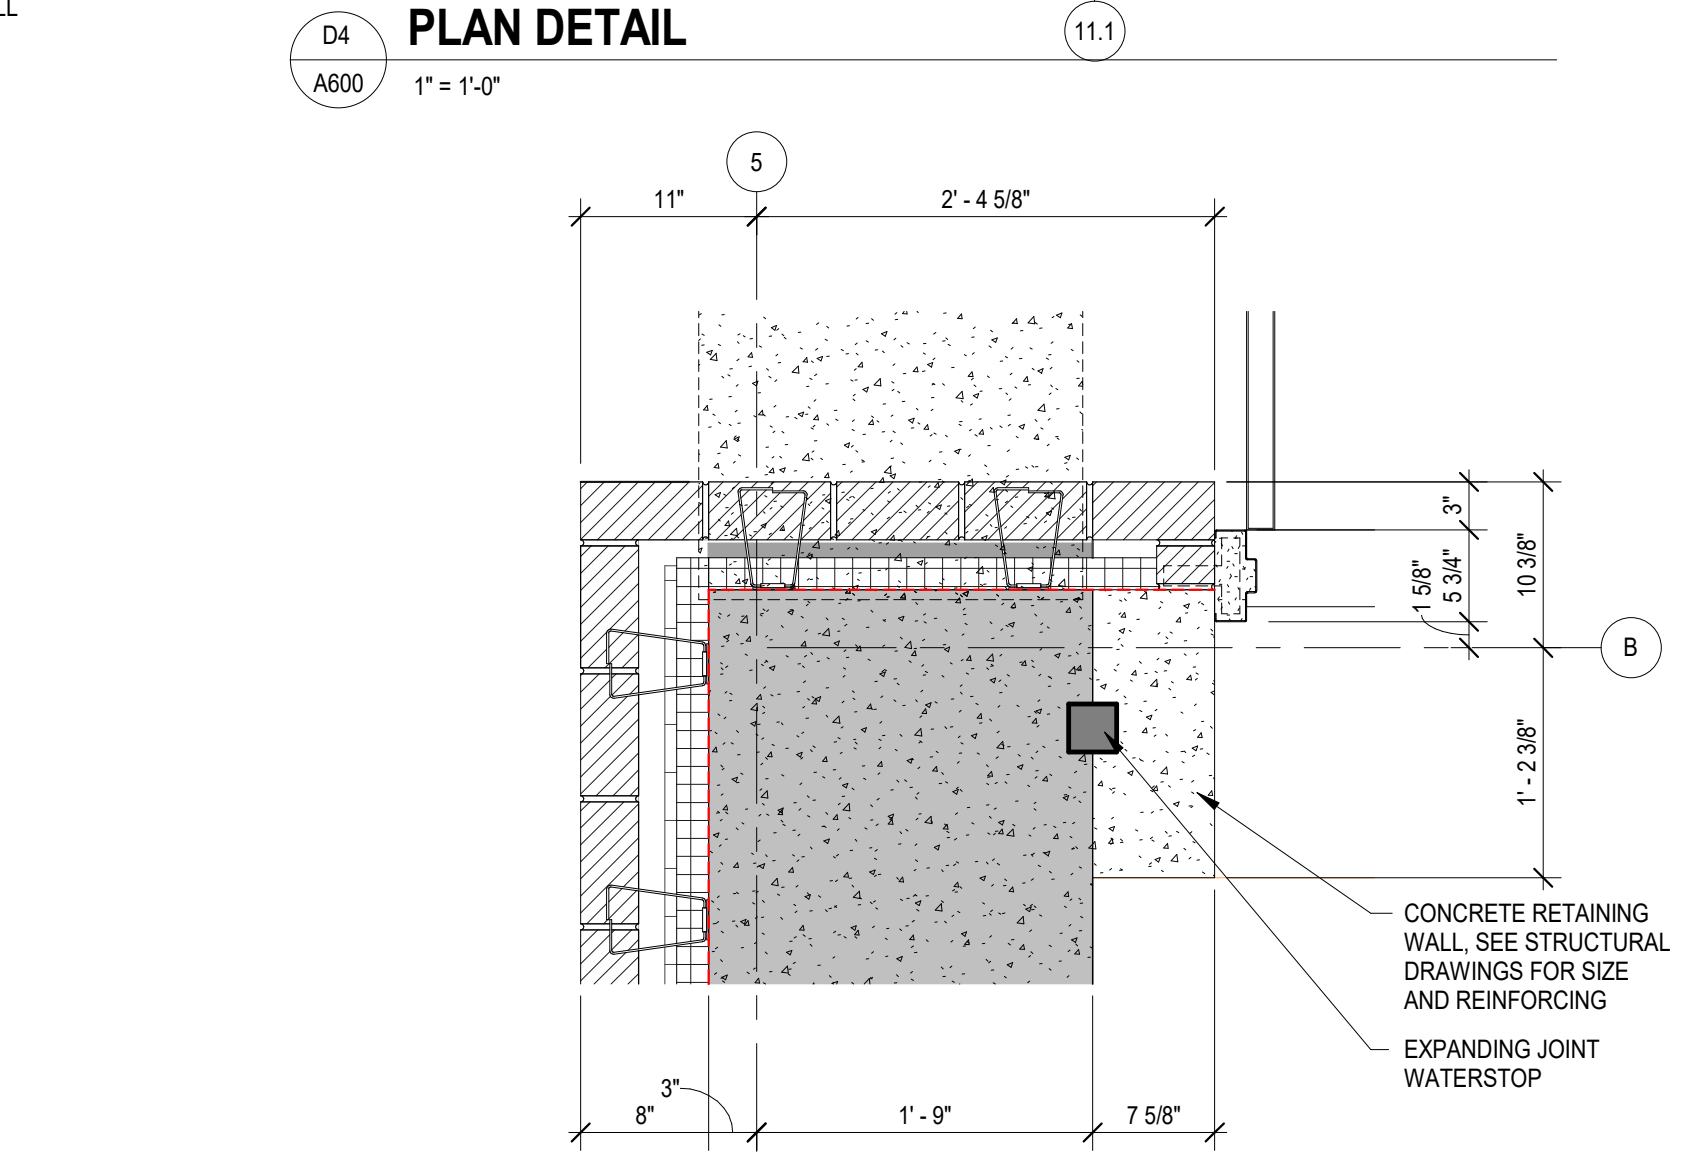 LL
D4
PLAN DETAIL
11.1
A600
1" = 1'-0"
5
11"
2' - 4 5/8"
3"
5 3/4"
1 5/8"
10 3/8"
B
1' - 2 3/8"
CONCRETE RETAINING
WALL, SEE STRUCTURAL
DRAWINGS FOR SIZE
AND REINFORCING
EXPANDING JOINT
WATERSTOP
3"
8"
1' - 9"
7 5/8"